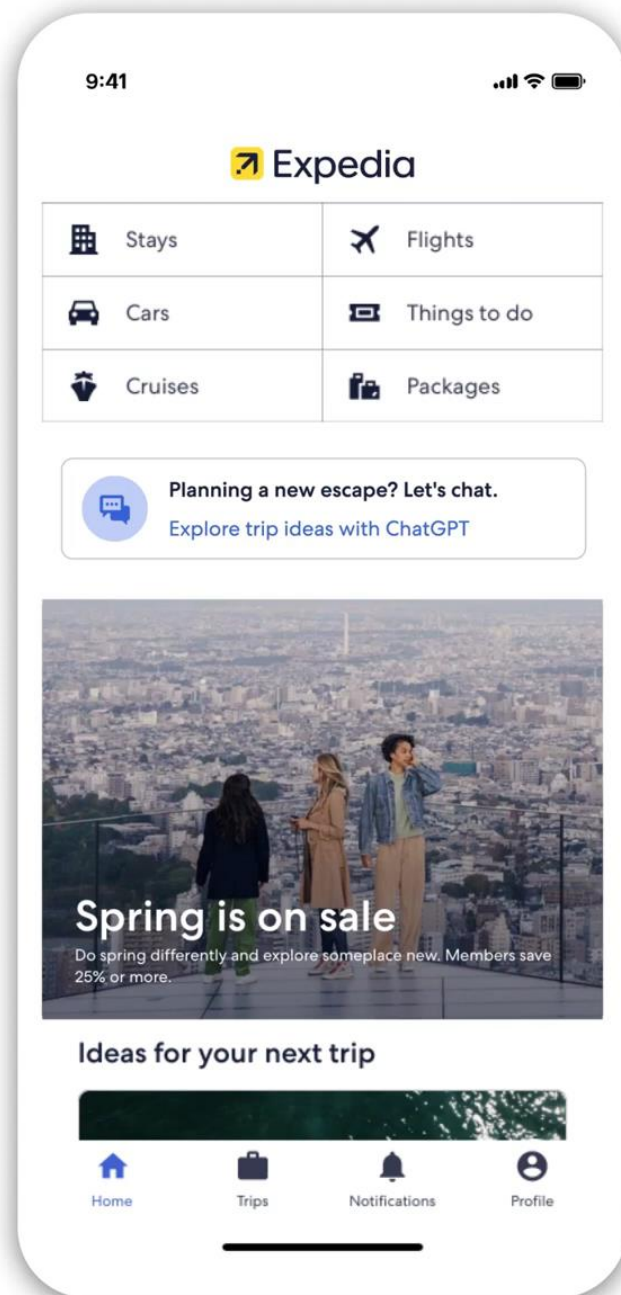 9:41
Expedia
Stays
Flights
Cars
Things to do
Cruises
Packages
Planning a new escape? Let's chat.
Explore trip ideas with ChatGPT
Spring is on sale
Do spring differently and explore someplace new. Members save
25% or more.
Ideas for your next trip
Home
Trips
Notifications
Profile